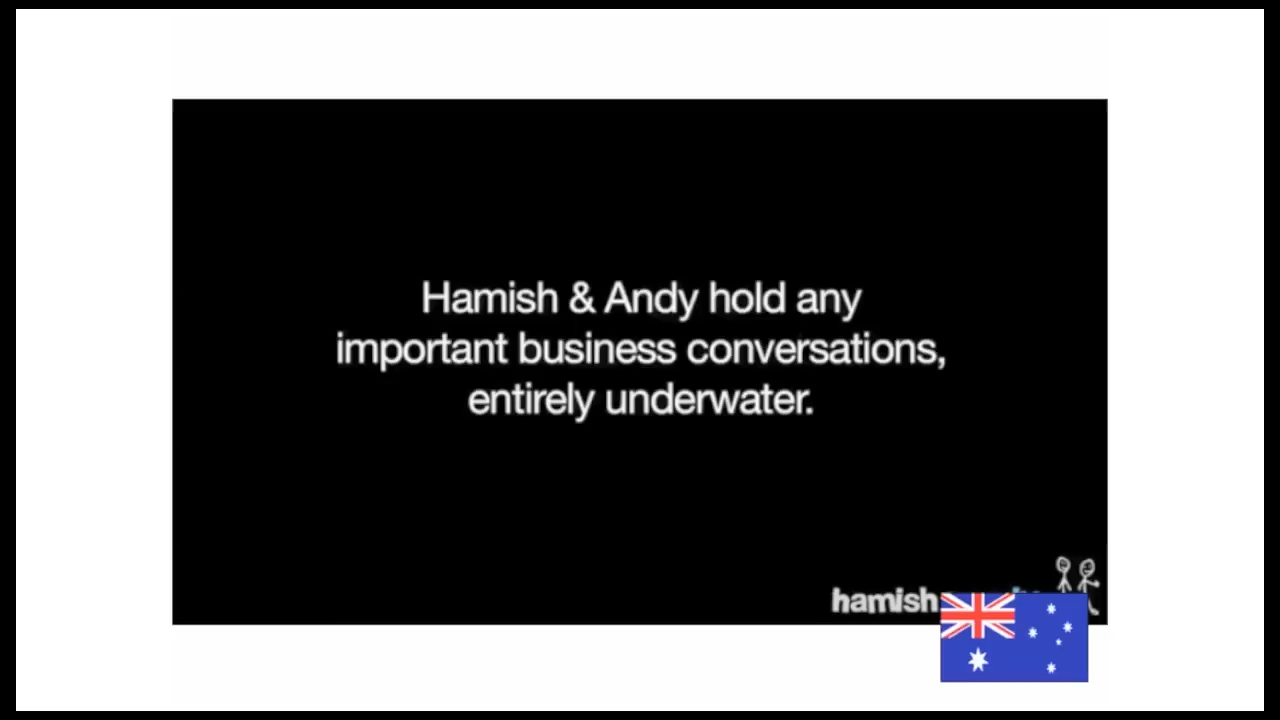 Hamish & Andy hold any
important business conversations,
entirely underwater.
hamish